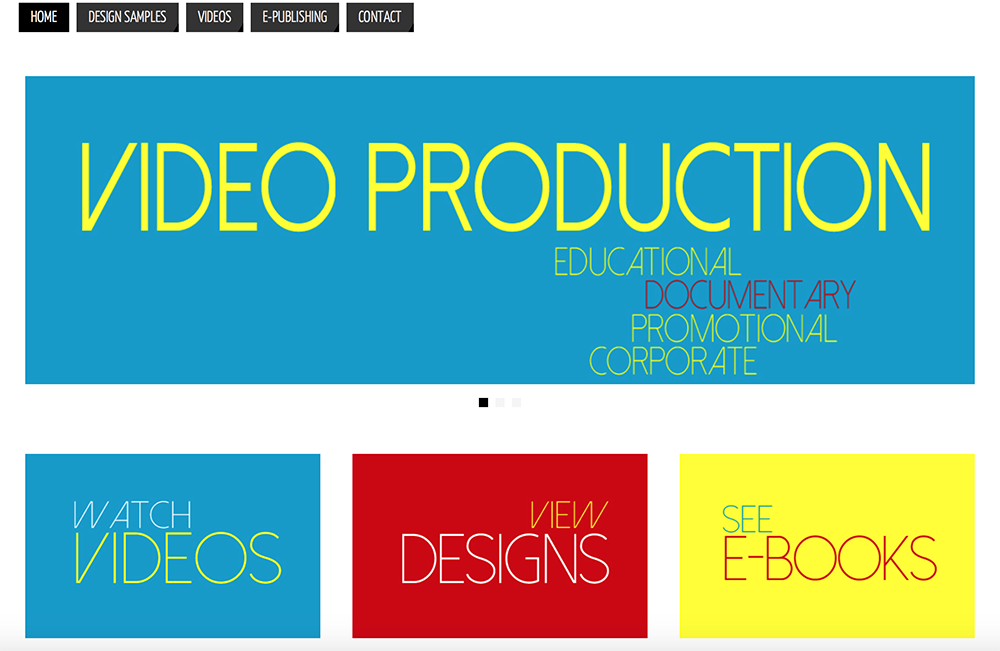 HOME DESIGN SAMPLES VIDEOS E-PUBLISHING CONTACT
VIDEO PRODUCTION
EDUCATIONAL
DOCUMENTARY
PROMOTIONAL
CORPORATE
WATCH
VIDEOS
VIEW
DESIGNS
SEE
E-BOOKS